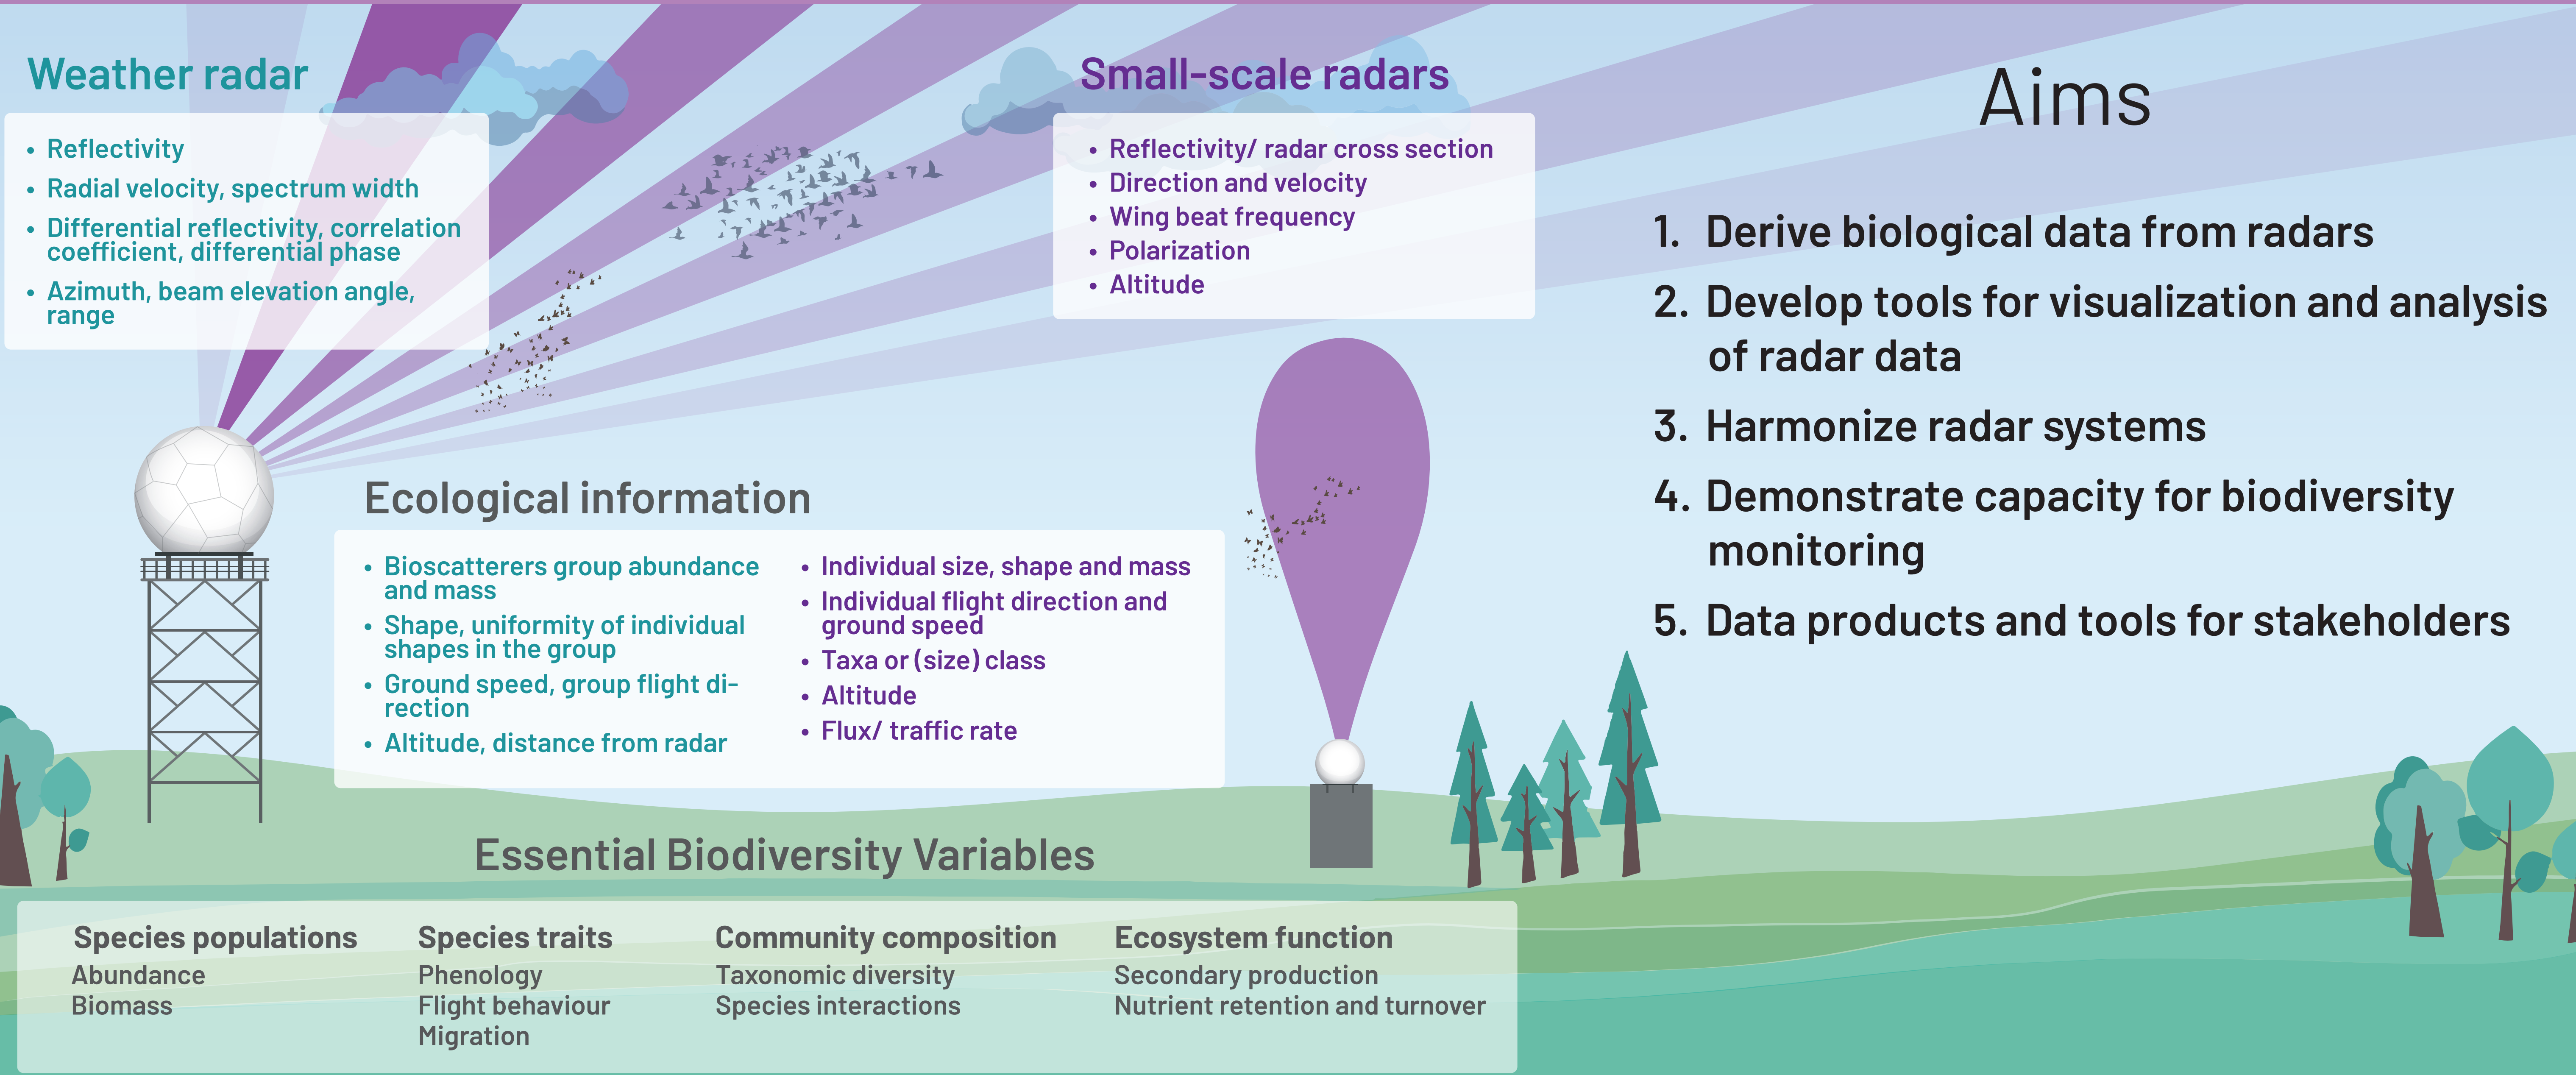 Weather radar
• Reflectivity
• Radial velocity, spectrum width
• Differential reflectivity, correlation
coefficient, differential phase
• Azimuth, beam elevation angle,
range
Small-scale radars
• Reflectivity/ radar cross section
• Direction and velocity
• Wing beat frequency
• Polarization
• Altitude
Ecological information
• Bioscatterers group abundance
and mass
• Shape, uniformity of individual
shapes in the group
• Ground speed, group flight di-
rection
• Altitude, distance from radar
• Individual size, shape and mass
• Individual flight direction and
ground speed
• Taxa or (size) class
• Altitude
• Flux/ traffic rate
Essential Biodiversity Variables
Species populations
Abundance
Biomass
Species traits
Phenology
Flight behaviour
Migration
Community composition
Taxonomic diversity
Species interactions
Ecosystem function
Secondary production
Nutrient retention and turnover
Aims
1. Derive biological data from radars
2. Develop tools for visualization and analysis
of radar data
3. Harmonize radar systems
4. Demonstrate capacity for biodiversity
monitoring
5. Data products and tools for stakeholders